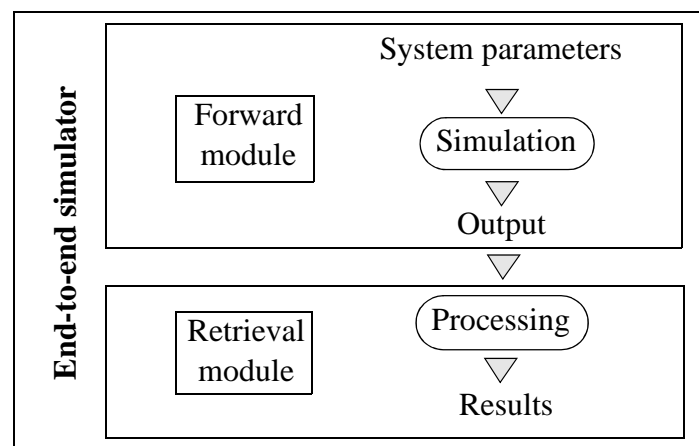 End-to-end simulator
System parameters
Forward
module
Simulation
Output
Processing
Retrieval
module
Results